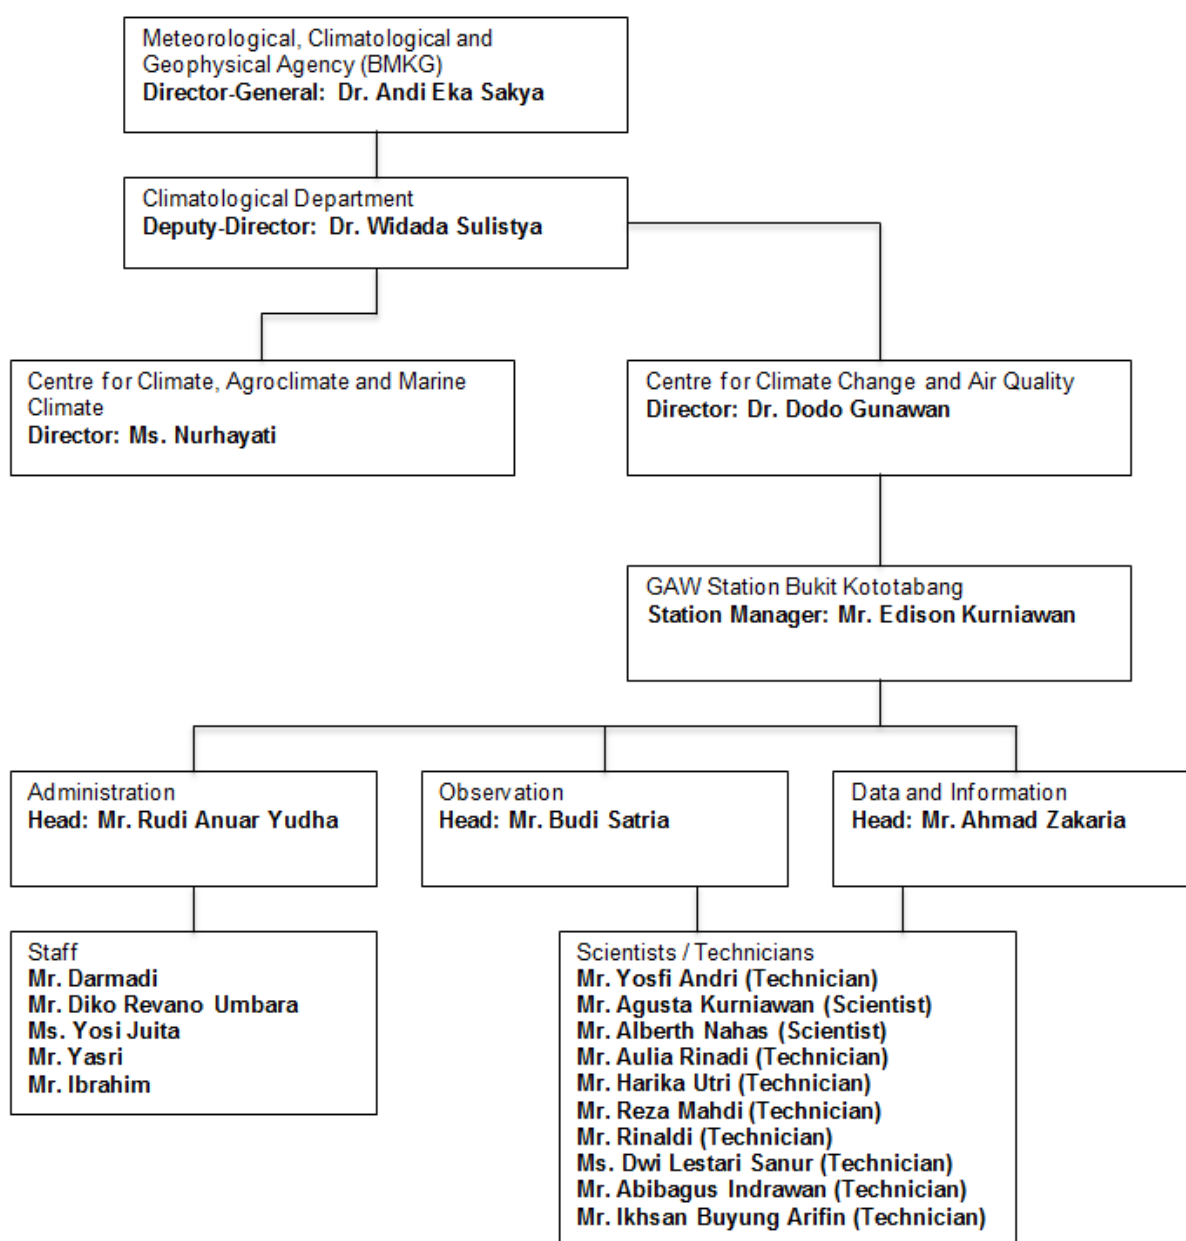 Meteorological, Climatological and
Geophysical Agency (BMKG)
Director-General: Dr. Andi Eka Sakya
Climatological Department
Deputy-Director: Dr. Widada Sulistya
Centre for Climate, Agroclimate and Marine
Climate
Director: Ms. Nurhayati
Centre for Climate Change and Air Quality
Director: Dr. Dodo Gunawan
GAW Station Bukit Kototabang
Station Manager: Mr. Edison Kurniawan
Administration
Head: Mr. Rudi Anuar Yudha
Observation
Head: Mr. Budi Satria
Data and Information
Head: Mr. Ahmad Zakaria
Staff
Mr. Darmadi
Mr. Diko Revano Umbara
Ms. Yosi Juita
Mr. Yasri
Mr. Ibrahim
Scientists / Technicians
Mr. Yosfi Andri (Technician)
Mr. Agusta Kurniawan (Scientist)
Mr. Alberth Nahas (Scientist)
Mr. Aulia Rinadi (Technician)
Mr. Harika Utri (Technician)
Mr. Reza Mahdi (Technician)
Mr. Rinaldi (Technician)
Ms. Dwi Lestari Sanur (Technician)
Mr. Abibagus Indrawan (Technician)
Mr. Ikhsan Buyung Arifin (Technician)